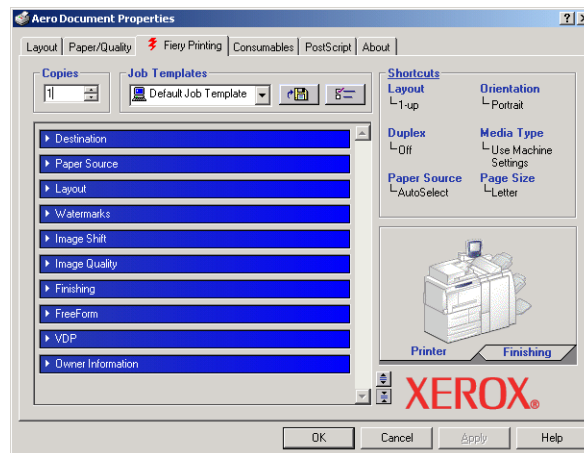 Aero Document Properties
Layout
Paper/Quality
Fiery Printing
Consumables
PostScript
About
Copies
1
Job Templates
Default Job Template
Destination
Paper Source
Layout
Watermarks
Image Shift
Image Quality
Finishing
FreeForm
VDP
Owner Information
Shortcuts
Layout
1-up
Orientation
Portrait
Duplex
Off
Media Type
Use Machine
Settings
Paper Source
AutoSelect
Page Size
Letter
Printer
Finishing
XEROX®
OK
Cancel
Apply
Help